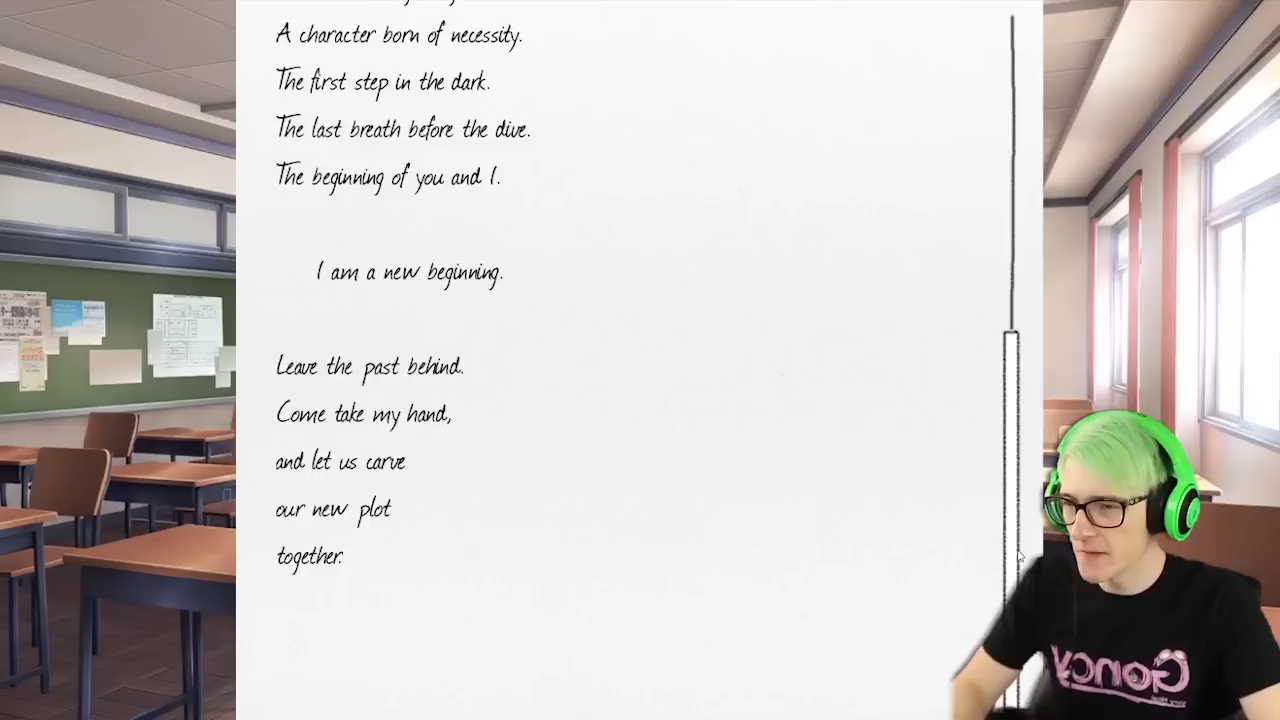 A character born of necessity.
The first step in the dark.
The last breath before the dive.
The beginning of you and I.
I am a new beginning.
Leave the past behind.
Come take my hand,
and let us carve
our new plot
together.
Goncy